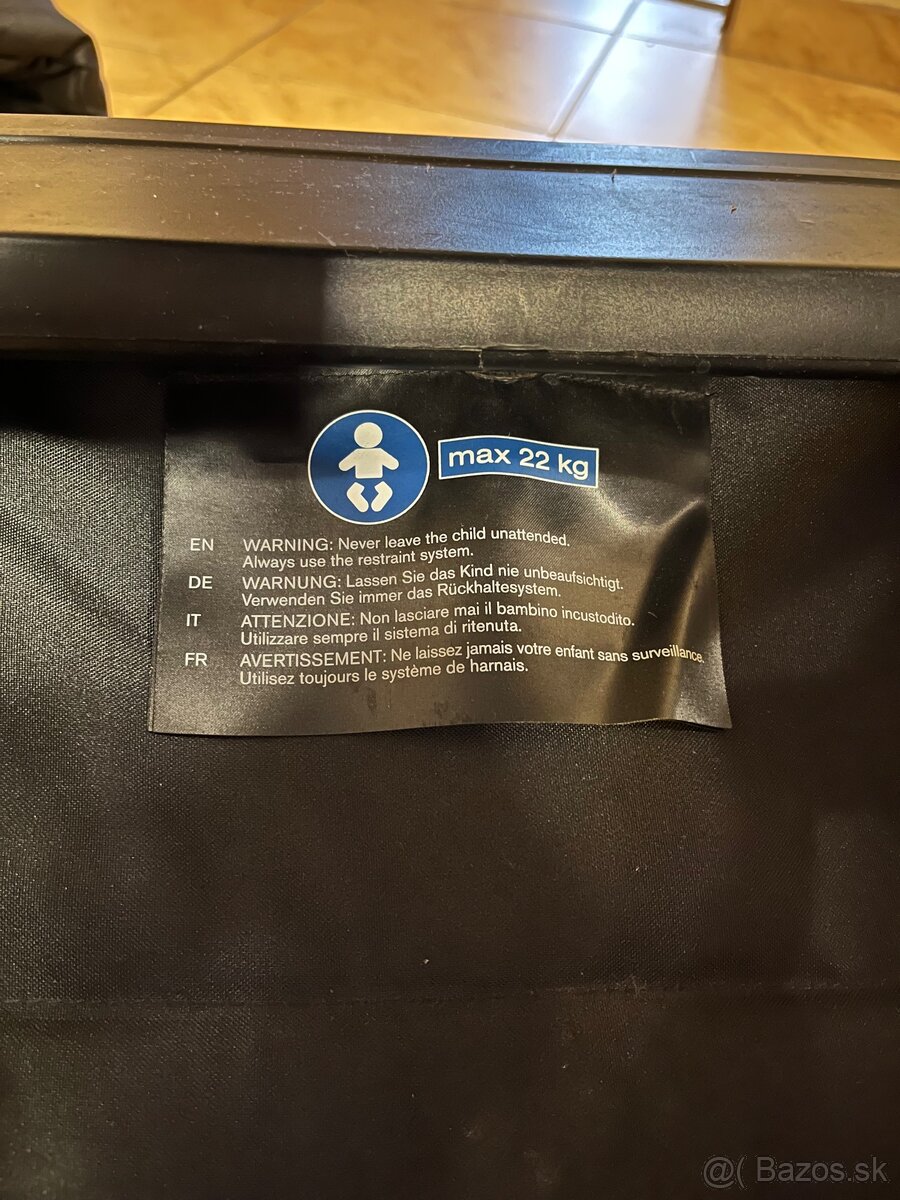 max 22 kg
EN WARNING: Never leave the child unattended.
Always use the restraint system.
DE WARNUNG: Lassen Sie das Kind nie unbeaufsichtigt.
Verwenden Sie immer das Rückhaltesystem.
IT ATTENZIONE: Non lasciare mai il bambino incustodito.
Utilizzare sempre il sistema di ritenuta.
FR AVERTISSEMENT: Ne laissez jamais votre enfant sans surveillance.
Utilisez toujours le système de harnais.
@( Bazos.sk